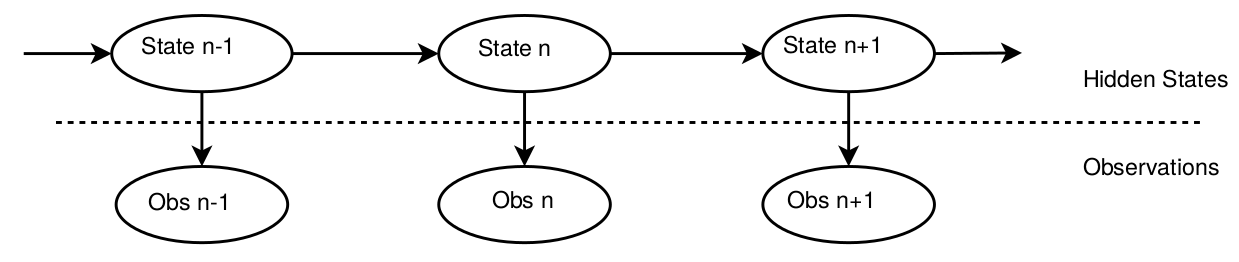 State n-1
State n
State n+1
Hidden States
Observations
Obs n-1
Obs n
Obs n+1